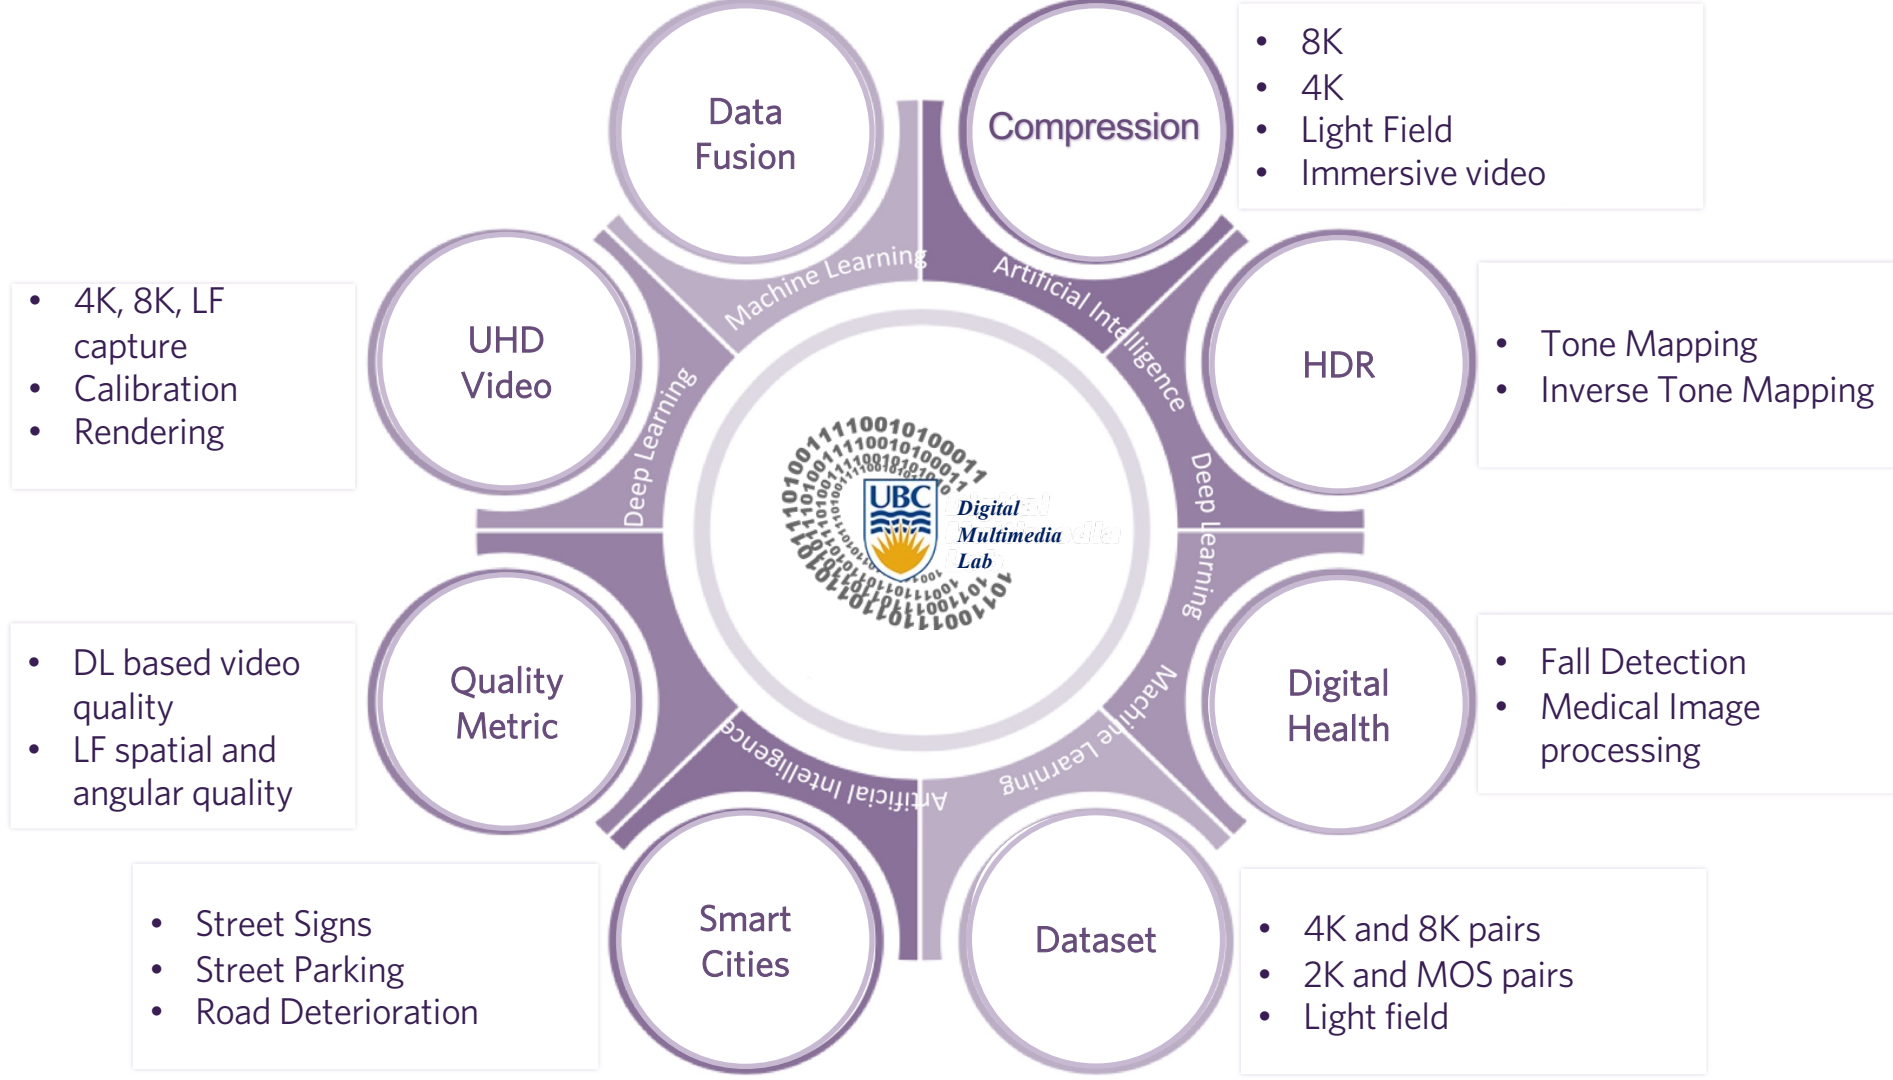 Data
Fusion
Compression
• 8K
• 4K
• Light Field
• Immersive video
Machine Learning
Artificial Intelligence
UHD
Video
• 4K, 8K, LF
capture
• Calibration
• Rendering
HDR
• Tone Mapping
• Inverse Tone Mapping
Deep Learning
Deep Learning
UBC
Digital
Multimedia
Lab
Quality
Metric
• DL based video
quality
• LF spatial and
angular quality
Digital
Health
• Fall Detection
• Medical Image
processing
Artificial Intelligence
Machine Learning
Smart
Cities
• Street Signs
• Street Parking
• Road Deterioration
Dataset
• 4K and 8K pairs
• 2K and MOS pairs
• Light field